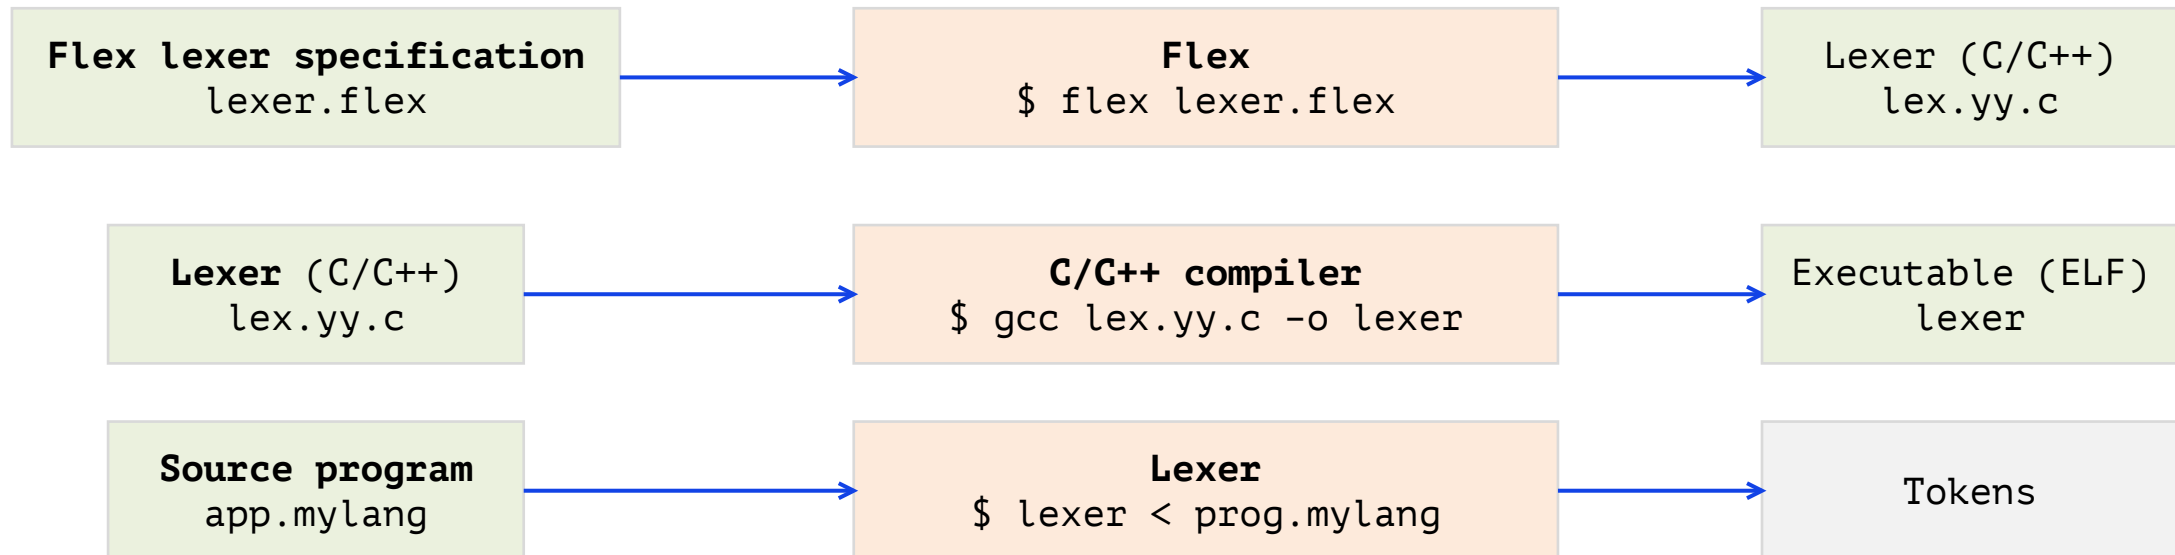 Flex lexer specification
lexer.flex
Flex
$ flex lexer.flex
Lexer (C/C++)
lex.yy.c
Lexer (C/C++)
lex.yy.c
C/C++ compiler
$ gcc lex.yy.c –o lexer
Executable (ELF)
lexer
Source program
app.mylang
Lexer
$ lexer < prog.mylang
Tokens